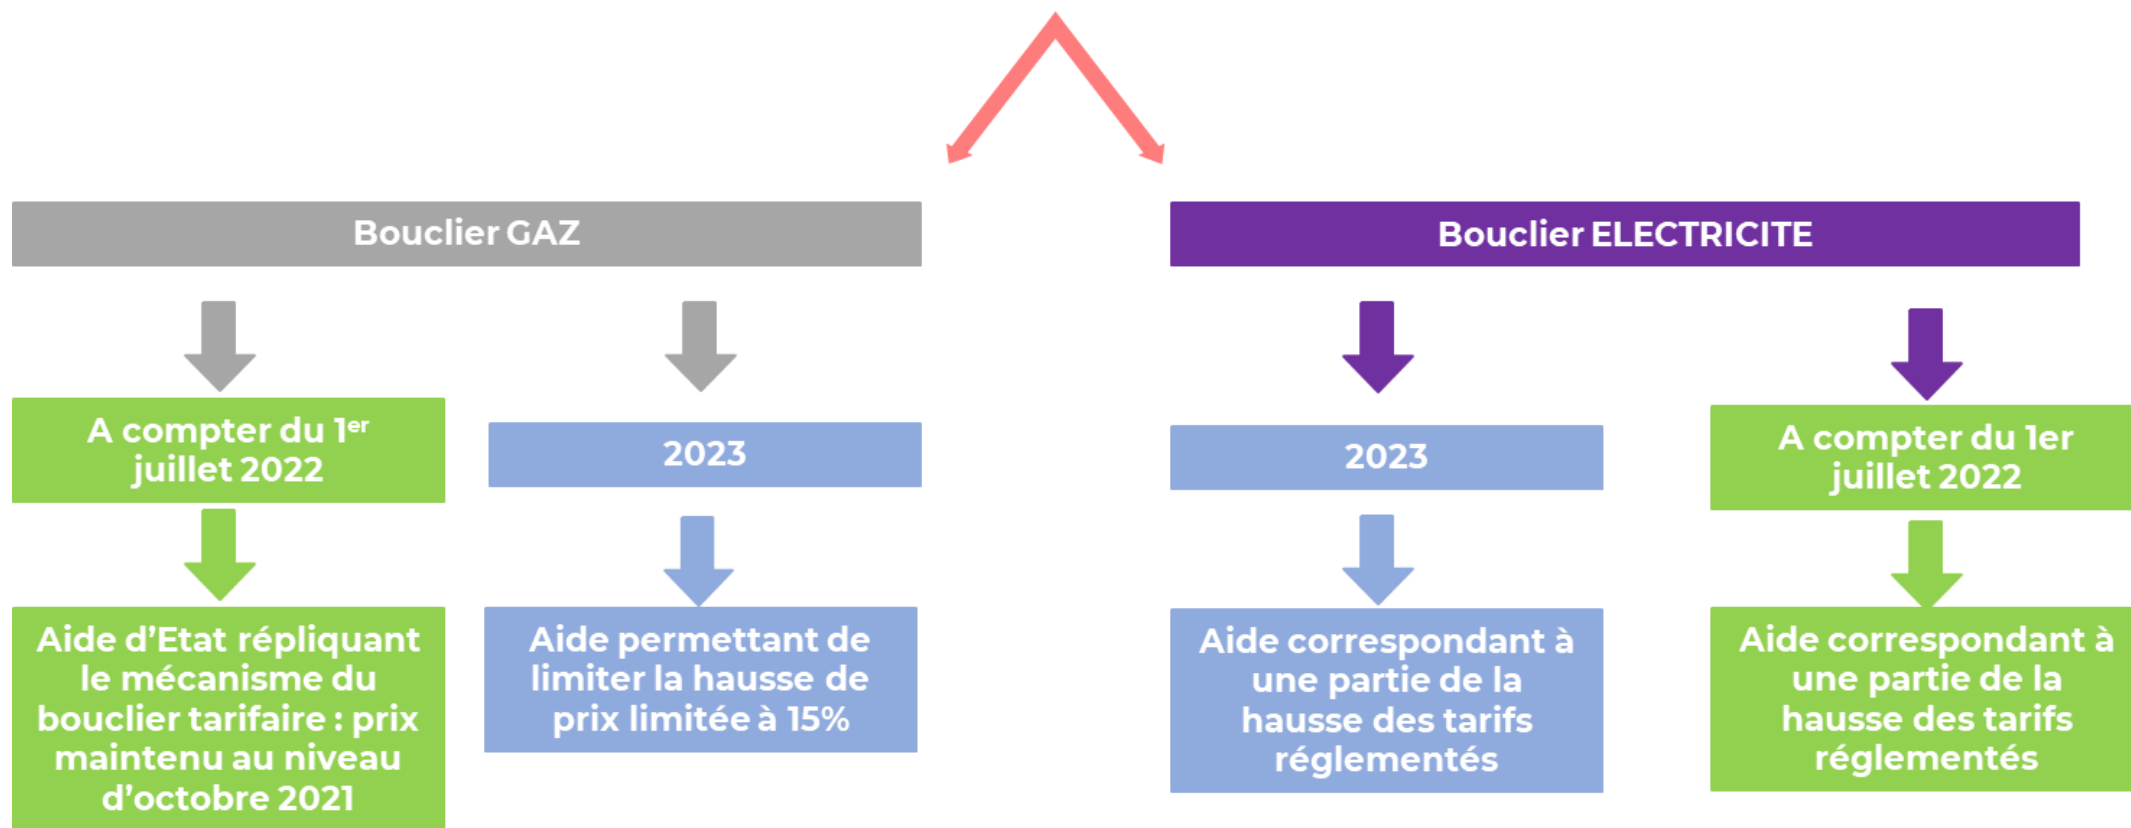 Bouclier GAZ
Bouclier ELECTRICITE
A compter du 1er
juillet 2022
2023
2023
A compter du 1er
juillet 2022
Aide d’Etat répliquant
le mécanisme du
bouclier tarifaire : prix
maintenu au niveau
d’octobre 2021
Aide permettant de
limiter la hausse de
prix limitée à 15%
Aide correspondant à
une partie de la
hausse des tarifs
réglementés
Aide correspondant à
une partie de la
hausse des tarifs
réglementés